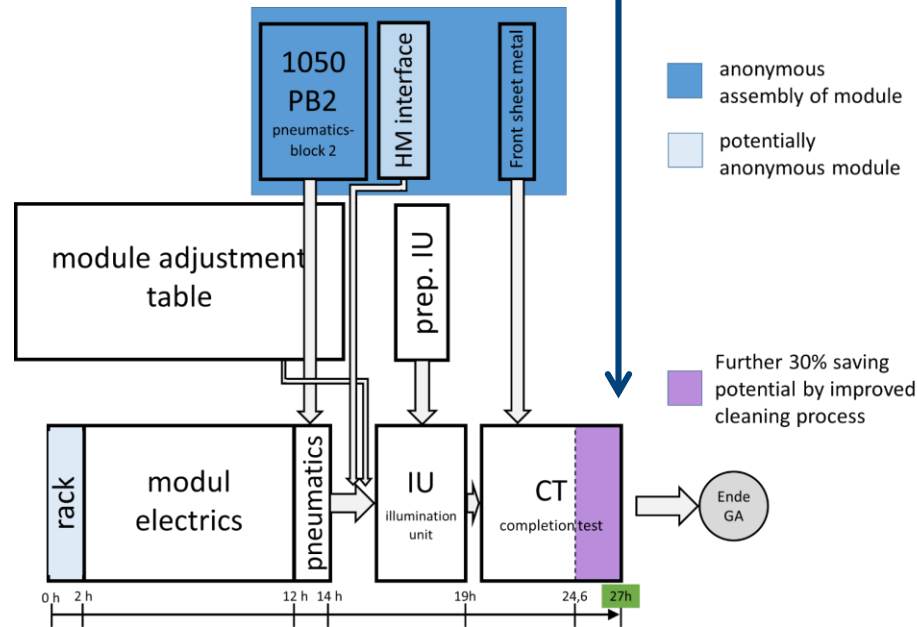 1050
PB2
pneumatics-
block 2
HM interface
Front sheet metal
anonymous
assembly of module
potentially
anonymous module
module adjustment
table
prep. IU
Further 30% saving
potential by improved
cleaning process
rack
modul
electrics
pneumatics
IU
illumination
unit
CT
completion test
Ende
GA
0 h
2 h
12 h
14 h
19h
24,6
27h